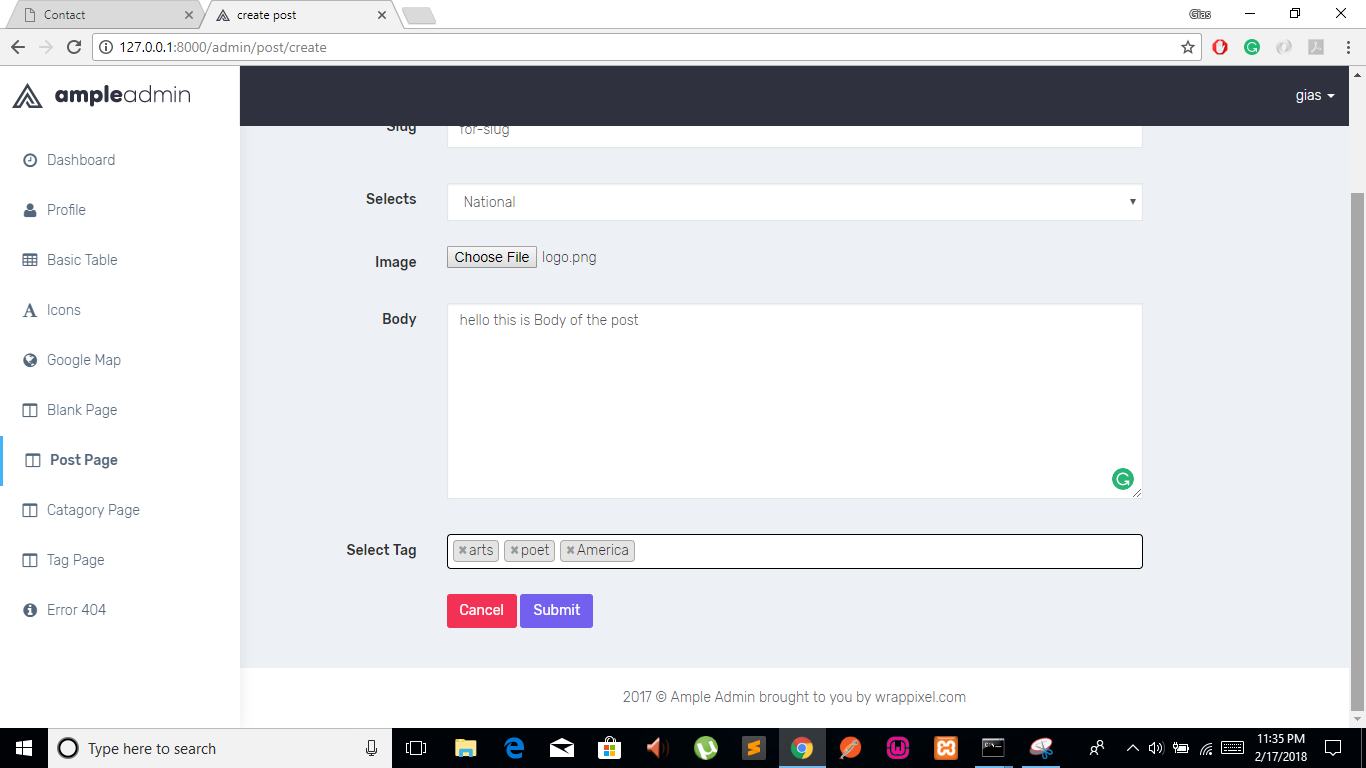 Contact
create post
Gias
127.0.0.1:8000/admin/post/create
ampleadmin
gias
Slug
for-slug
Dashboard
Profile
Basic Table
Icons
Google Map
Blank Page
Post Page
Catagory Page
Tag Page
Error 404
Selects
National
Image
Choose File logo.png
Body
hello this is Body of the post
Select Tag
×arts ×poet ×America
Cancel Submit
2017 © Ample Admin brought to you by wrappixel.com
Type here to search
11:35 PM
2/17/2018